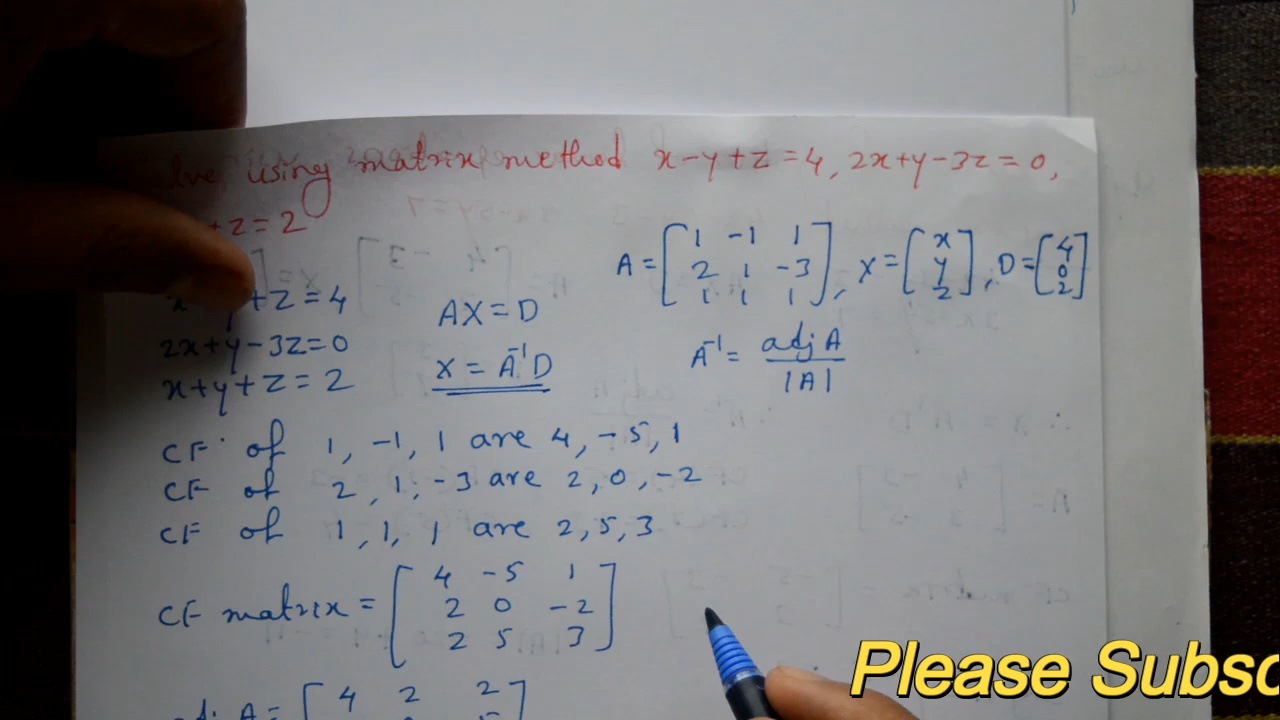 using matrix method x-y+z=4, 2x+y-3z=0,
+z=2
A=[1 -1 1
2 1 -3
1 1 1], X=[x
y
z], D=[4
0
2]
+z=4
2x+y-3z=0
x+y+z=2
AX=D
X=A⁻¹D
A⁻¹=adj A
|A|
CF of 1, -1, 1 are 4, -5, 1
CF of 2, 1, -3 are 2, 0, -2
CF of 1, 1, 1 are 2, 5, 3
CF matrix=[4 -5 1
2 0 -2
2 5 3]
A=[4 2 2]
Please Subsc